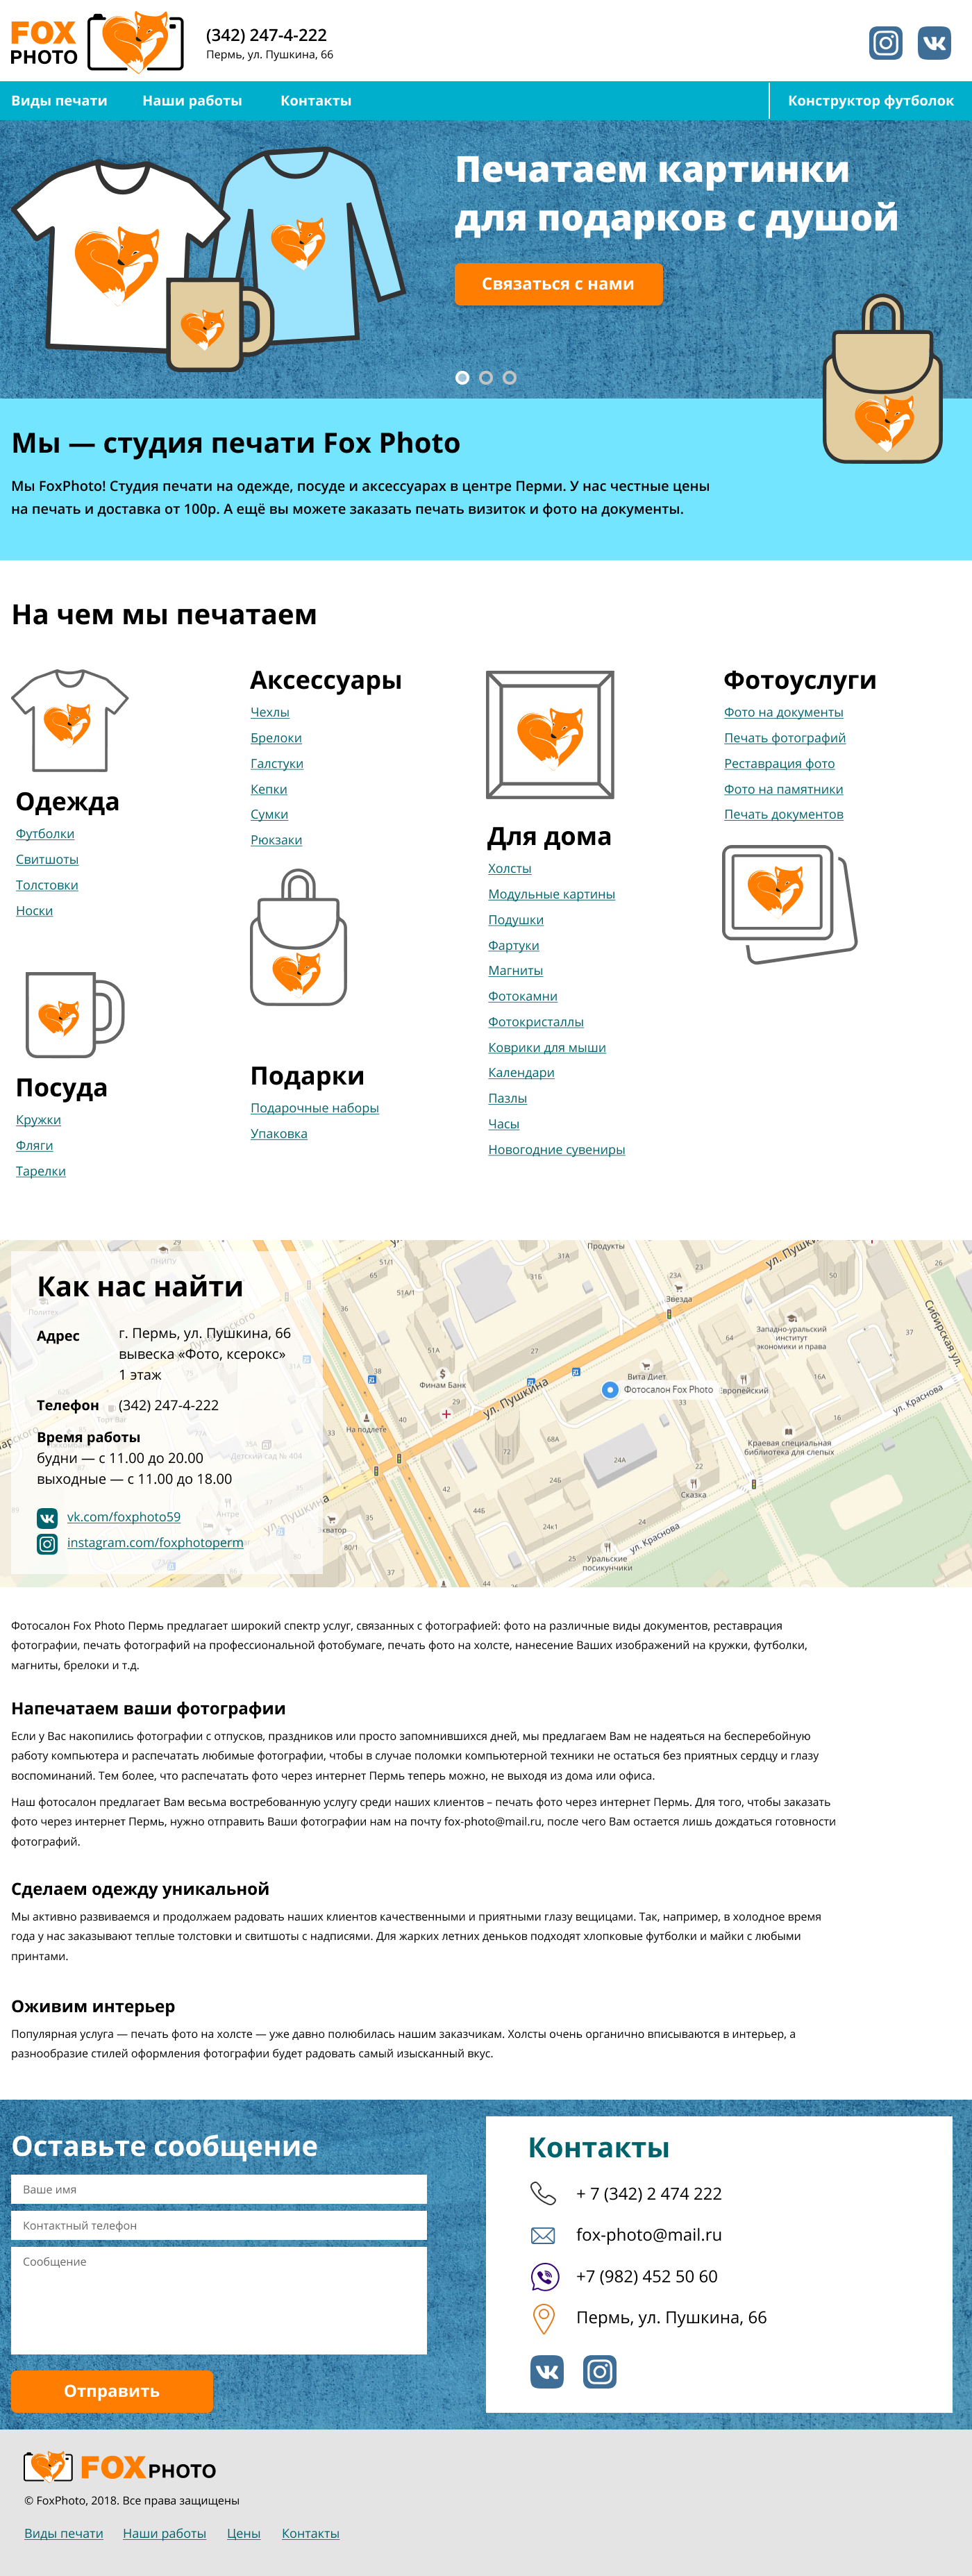 FOX
PHOTO
(342) 247-4-222
Пермь, ул. Пушкина, 66
Виды печати
Наши работы
Контакты
Конструктор футболок
Печатаем картинки
для подарков с душой
Связаться с нами
Мы — студия печати Fox Photo
Мы FoxPhoto! Студия печати на одежде, посуде и аксессуарах в центре Перми. У нас честные цены
на печать и доставка от 100р. А ещё вы можете заказать печать визиток и фото на документы.
На чем мы печатаем
Одежда
Футболки
Свитшоты
Толстовки
Носки
Посуда
Кружки
Фляги
Тарелки
Аксессуары
Чехлы
Брелоки
Галстуки
Кепки
Сумки
Рюкзаки
Подарки
Подарочные наборы
Упаковка
Для дома
Холсты
Модульные картины
Подушки
Фартуки
Магниты
Фотокамни
Фотокристаллы
Коврики для мыши
Календари
Пазлы
Часы
Новогодние сувениры
Фотоуслуги
Фото на документы
Печать фотографий
Реставрация фото
Фото на памятники
Печать документов
Как нас найти
Адрес
г. Пермь, ул. Пушкина, 66
вывеска «Фото, ксерокс»
1 этаж
Телефон
(342) 247-4-222
Время работы
будни — с 11.00 до 20.00
выходные — с 11.00 до 18.00
vk.com/foxphoto59
instagram.com/foxphotoperm
Продукты
Звезда
Западно-уральский
институт
экономики и права
Сибирская ул.
Финам Банк
Вита Диет
Фотосалон Fox Photo
Европейский
ул. Пушкина
ул. Краснова
На подлёте
Краевая специальная
библиотека для слепых
Сказка
ул. Пушкина
Экватор
ул. Краснова
Уральские
посикунчики
Фотосалон Fox Photo Пермь предлагает широкий спектр услуг, связанных с фотографией: фото на различные виды документов, реставрация
фотографии, печать фотографий на профессиональной фотобумаге, печать фото на холсте, нанесение Ваших изображений на кружки, футболки,
магниты, брелоки и т.д.
Напечатаем ваши фотографии
Если у Вас накопились фотографии с отпусков, праздников или просто запомнившихся дней, мы предлагаем Вам не надеяться на бесперебойную
работу компьютера и распечатать любимые фотографии, чтобы в случае поломки компьютерной техники не остаться без приятных сердцу и глазу
воспоминаний. Тем более, что распечатать фото через интернет Пермь теперь можно, не выходя из дома или офиса.
Наш фотосалон предлагает Вам весьма востребованную услугу среди наших клиентов – печать фото через интернет Пермь. Для того, чтобы заказать
фото через интернет Пермь, нужно отправить Ваши фотографии нам на почту fox-photo@mail.ru, после чего Вам остается лишь дождаться готовности
фотографий.
Сделаем одежду уникальной
Мы активно развиваемся и продолжаем радовать наших клиентов качественными и приятными глазу вещицами. Так, например, в холодное время
года у нас заказывают теплые толстовки и свитшоты с надписями. Для жарких летних деньков подходят хлопковые футболки и майки с любыми
принтами.
Оживим интерьер
Популярная услуга — печать фото на холсте — уже давно полюбилась нашим заказчикам. Холсты очень органично вписываются в интерьер, а
разнообразие стилей оформления фотографии будет радовать самый изысканный вкус.
Оставьте сообщение
Ваше имя
Контактный телефон
Сообщение
Отправить
Контакты
+ 7 (342) 2 474 222
fox-photo@mail.ru
+7 (982) 452 50 60
Пермь, ул. Пушкина, 66
FOX PHOTO
© FoxPhoto, 2018. Все права защищены
Виды печати
Наши работы
Цены
Контакты